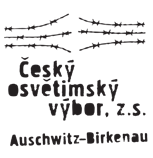 Český
osvětimský
výbor, z.s.
Auschwitz-Birkenau